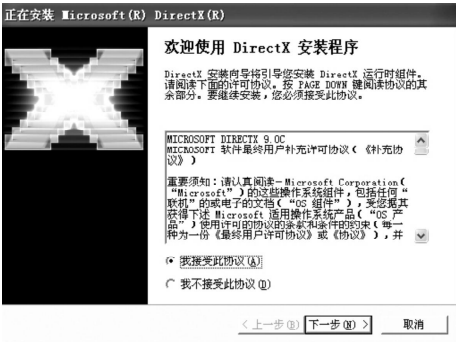 正在安装 Microsoft(R) DirectX(R)
欢迎使用 DirectX 安装程序
DirectX 安装向导将引导您安装 DirectX 运行时组件。
请阅读下面的许可协议。按 PAGE DOWN 键阅读协议的其
余部分。要继续安装，您必须接受此协议。
MICROSOFT DIRECTX 9.0C
MICROSOFT 软件最终用户补充许可协议(《补充协
议》)
重要须知：请认真阅读－Microsoft Corporation(
“Microsoft”)的这些操作系统组件，包括任何“
联机”的或电子的文档(“OS 组件”)，受您据其
获得下述 Microsoft 适用操作系统产品(“OS 产
品”)使用许可的协议的条款和条件的约束(每一
种为一份《最终用户许可协议》或《协议》)，并
我接受此协议(A)
我不接受此协议(D)
< 上一步(B) 下一步(N) > 取消